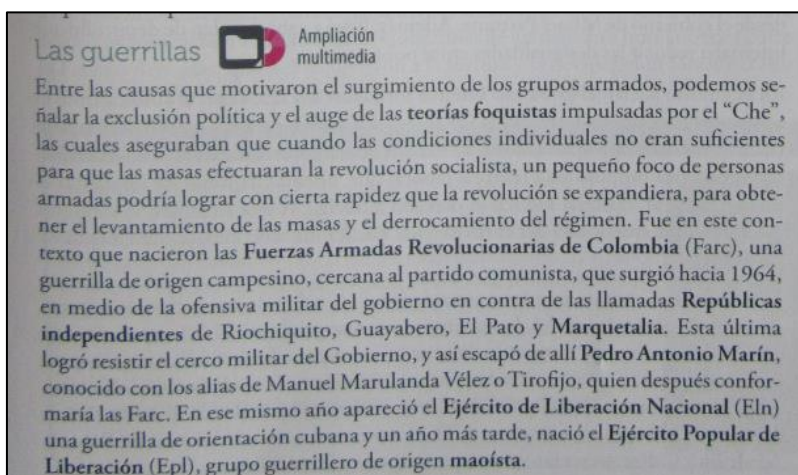 Las guerrillas
Ampliación
multimedia
Entre las causas que motivaron el surgimiento de los grupos armados, podemos se-
ñalar la exclusión política y el auge de las teorías foquistas impulsadas por el “Che”,
las cuales aseguraban que cuando las condiciones individuales no eran suficientes
para que las masas efectuaran la revolución socialista, un pequeño foco de personas
armadas podría lograr con cierta rapidez que la revolución se expandiera, para obte-
ner el levantamiento de las masas y el derrocamiento del régimen. Fue en este con-
texto que nacieron las Fuerzas Armadas Revolucionarias de Colombia (Farc), una
guerrilla de origen campesino, cercana al partido comunista, que surgió hacia 1964,
en medio de la ofensiva militar del gobierno en contra de las llamadas Repúblicas
independientes de Riochiquito, Guayabero, El Pato y Marquetalia. Esta última
logró resistir el cerco militar del Gobierno, y así escapó de allí Pedro Antonio Marín,
conocido con los alias de Manuel Marulanda Vélez o Tirofijo, quien después confor-
maría las Farc. En ese mismo año apareció el Ejército de Liberación Nacional (Eln)
una guerrilla de orientación cubana y un año más tarde, nació el Ejército Popular de
Liberación (Epl), grupo guerrillero de origen maoísta.